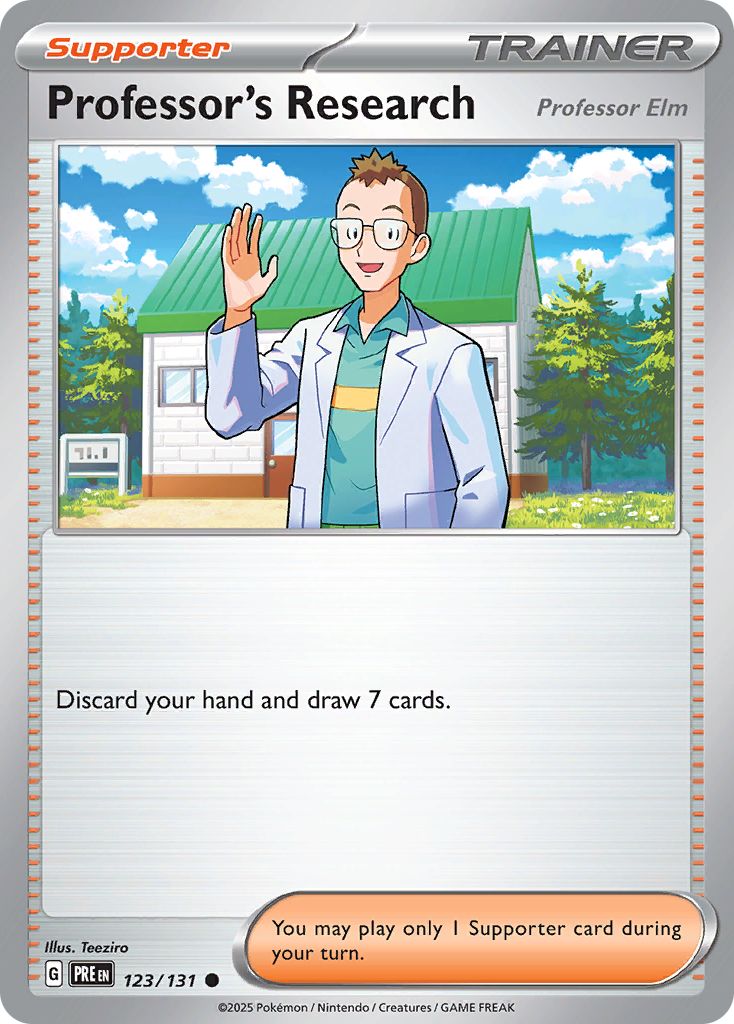 Supporter
TRAINER
Professor's Research
Professor Elm
Discard your hand and draw 7 cards.
You may play only 1 Supporter card during
your turn.
Illus. Teeziro
G PRE EN 123/131
©2025 Pokémon / Nintendo / Creatures / GAME FREAK